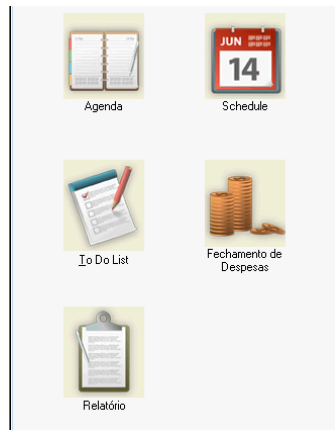 JUN
14
Agenda
Schedule
To Do List
Fechamento de
Despesas
Relatório